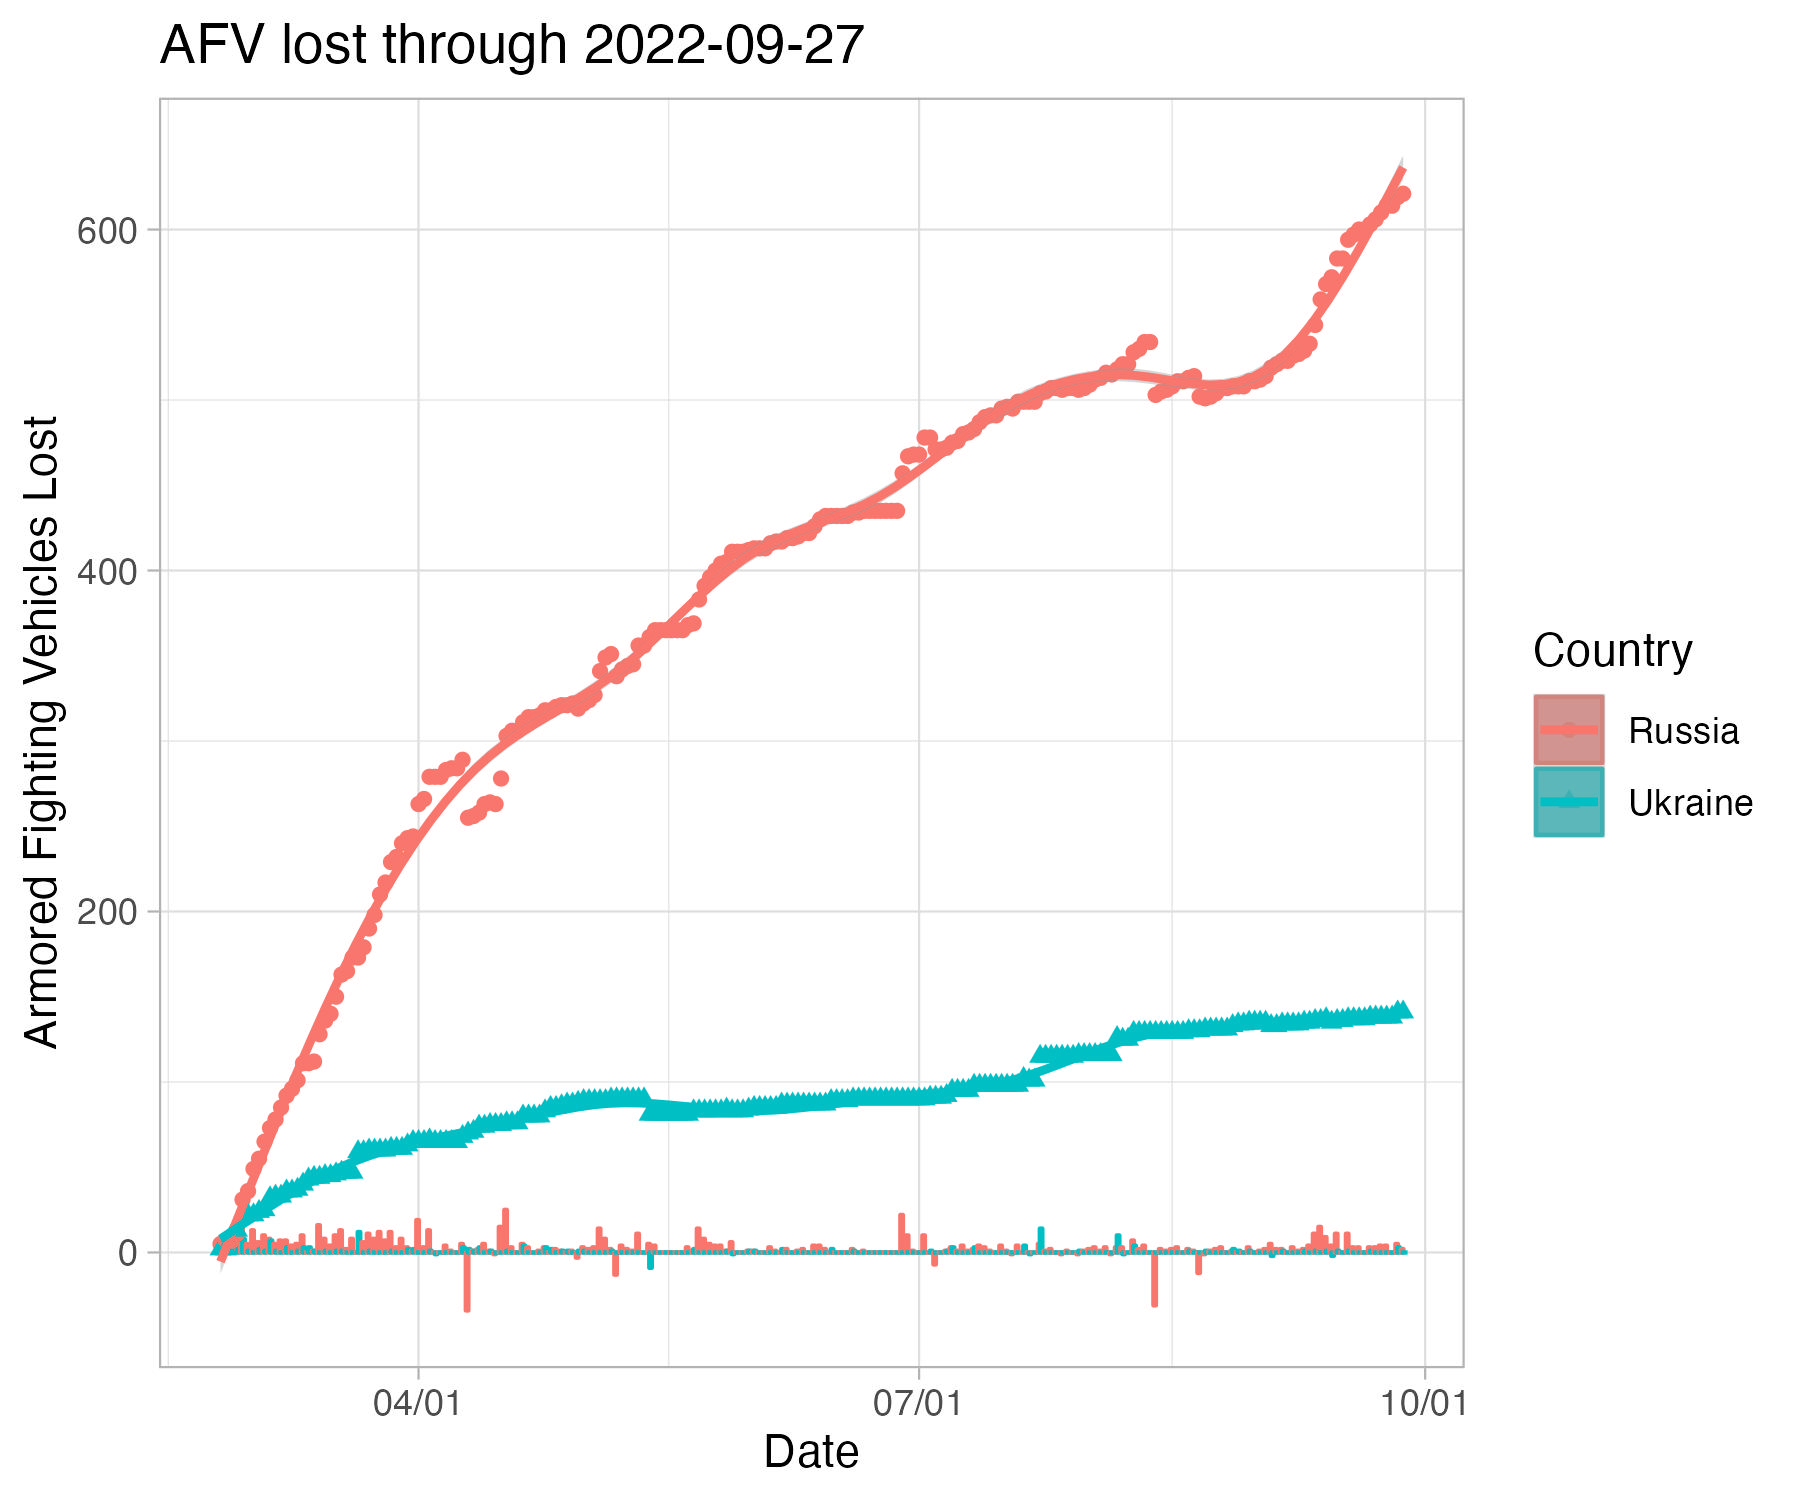 AFV lost through 2022-09-27
Armored Fighting Vehicles Lost
600
400
200
0
04/01
07/01
10/01
Date
Country
Russia
Ukraine